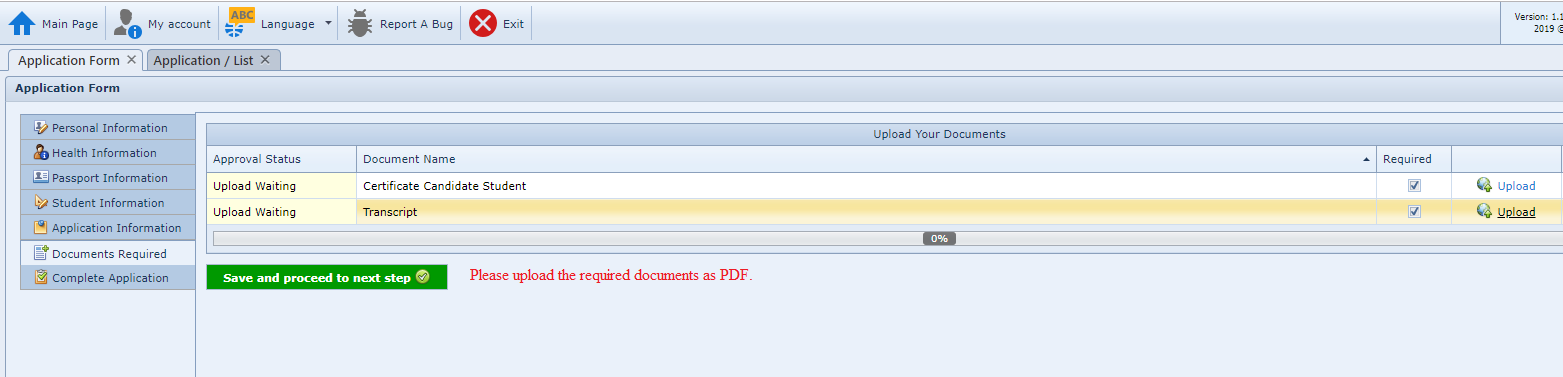 Main Page My account ABC Language Report A Bug Exit Version: 1.1
2019 ©
Application Form Application / List
Application Form
Personal Information
Health Information
Passport Information
Student Information
Application Information
Documents Required
Complete Application
Upload Your Documents
Approval Status Document Name Required
Upload Waiting Certificate Candidate Student Upload
Upload Waiting Transcript Upload
0%
Save and proceed to next step Please upload the required documents as PDF.